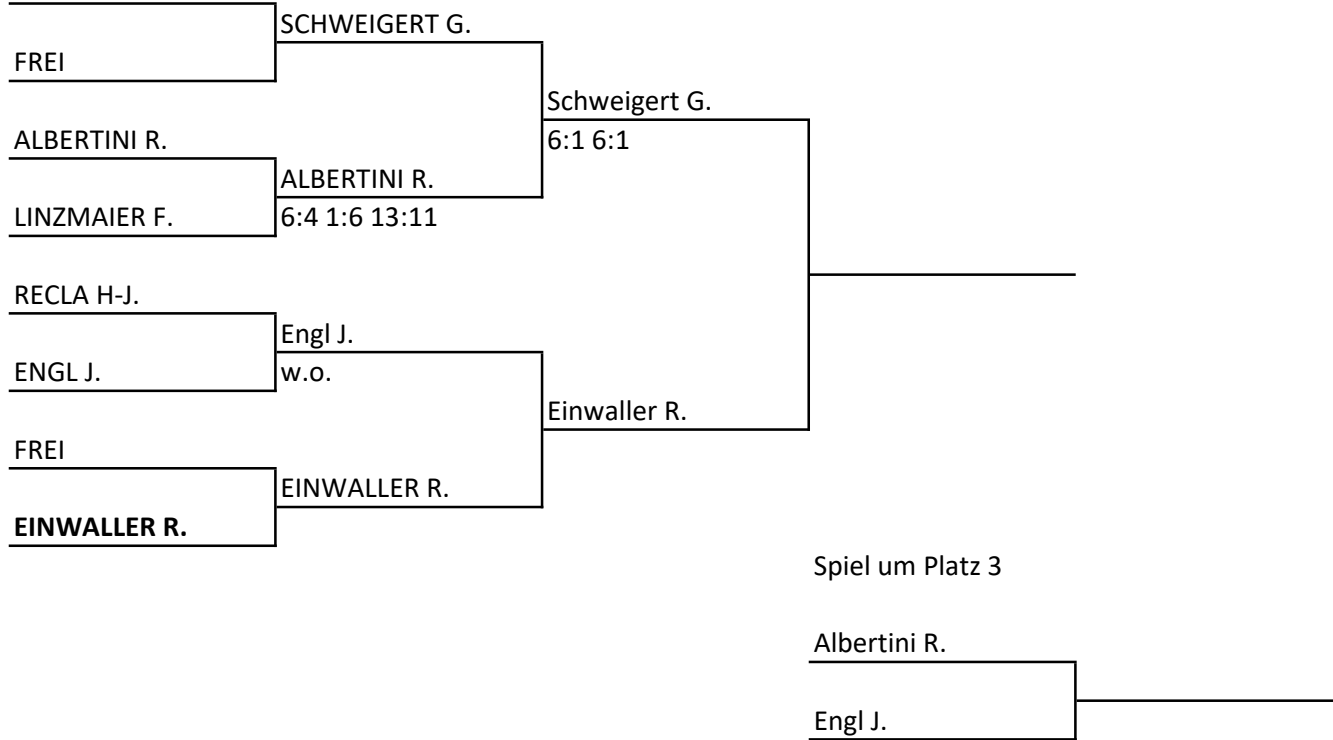 SCHWEIGERT G.
FREI
Schweigert G.
ALBERTINI R.
6:1 6:1
ALBERTINI R.
LINZMAIER F.
6:4 1:6 13:11
RECLA H-J.
Engl J.
ENGL J.
w.o.
Einwaller R.
FREI
EINWALLER R.
EINWALLER R.
Spiel um Platz 3
Albertini R.
Engl J.